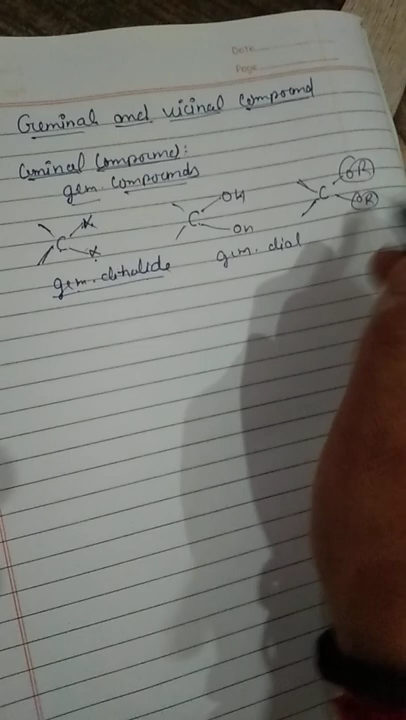 Date
Page
Geminal and vicinal compound
Geminal Compound):
gem. compounds
X OH OR
C C C
X OH OR
gem. dihalide gem. diol